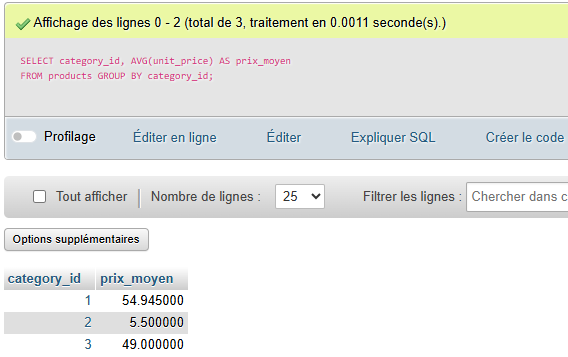 Affichage des lignes 0 - 2 (total de 3, traitement en 0.0011 seconde(s).)
SELECT category_id, AVG(unit_price) AS prix_moyen
FROM products GROUP BY category_id;
Profilage Éditer en ligne Éditer Expliquer SQL Créer le code
Tout afficher Nombre de lignes : 25 Filtrer les lignes : Chercher dans c
Options supplémentaires
category_id prix_moyen
1 54.945000
2 5.500000
3 49.000000